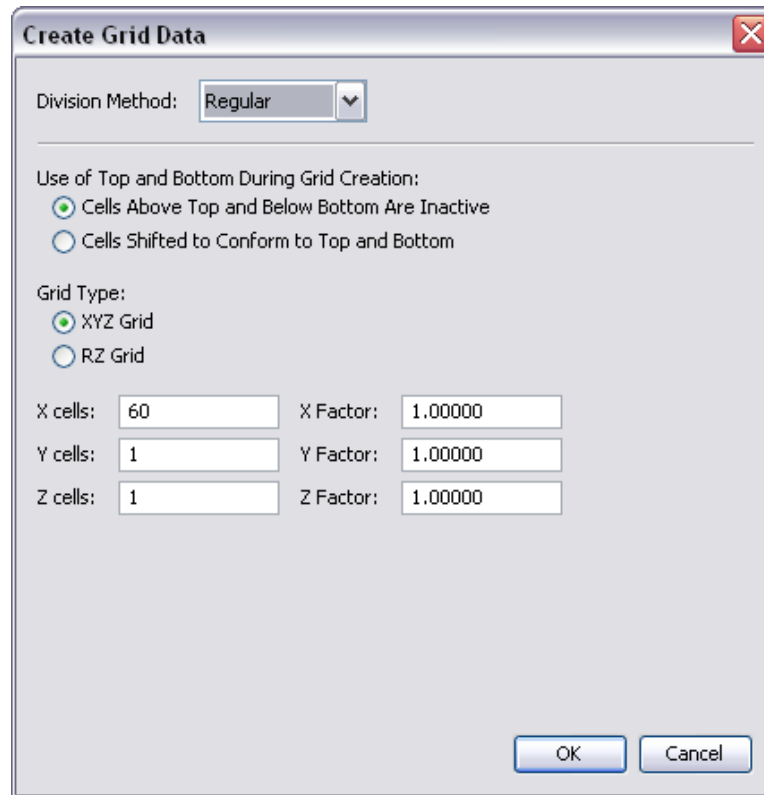 Create Grid Data
Division Method: Regular
Use of Top and Bottom During Grid Creation:
Cells Above Top and Below Bottom Are Inactive
Cells Shifted to Conform to Top and Bottom
Grid Type:
XYZ Grid
RZ Grid
X cells: 60 X Factor: 1.00000
Y cells: 1 Y Factor: 1.00000
Z cells: 1 Z Factor: 1.00000
OK Cancel